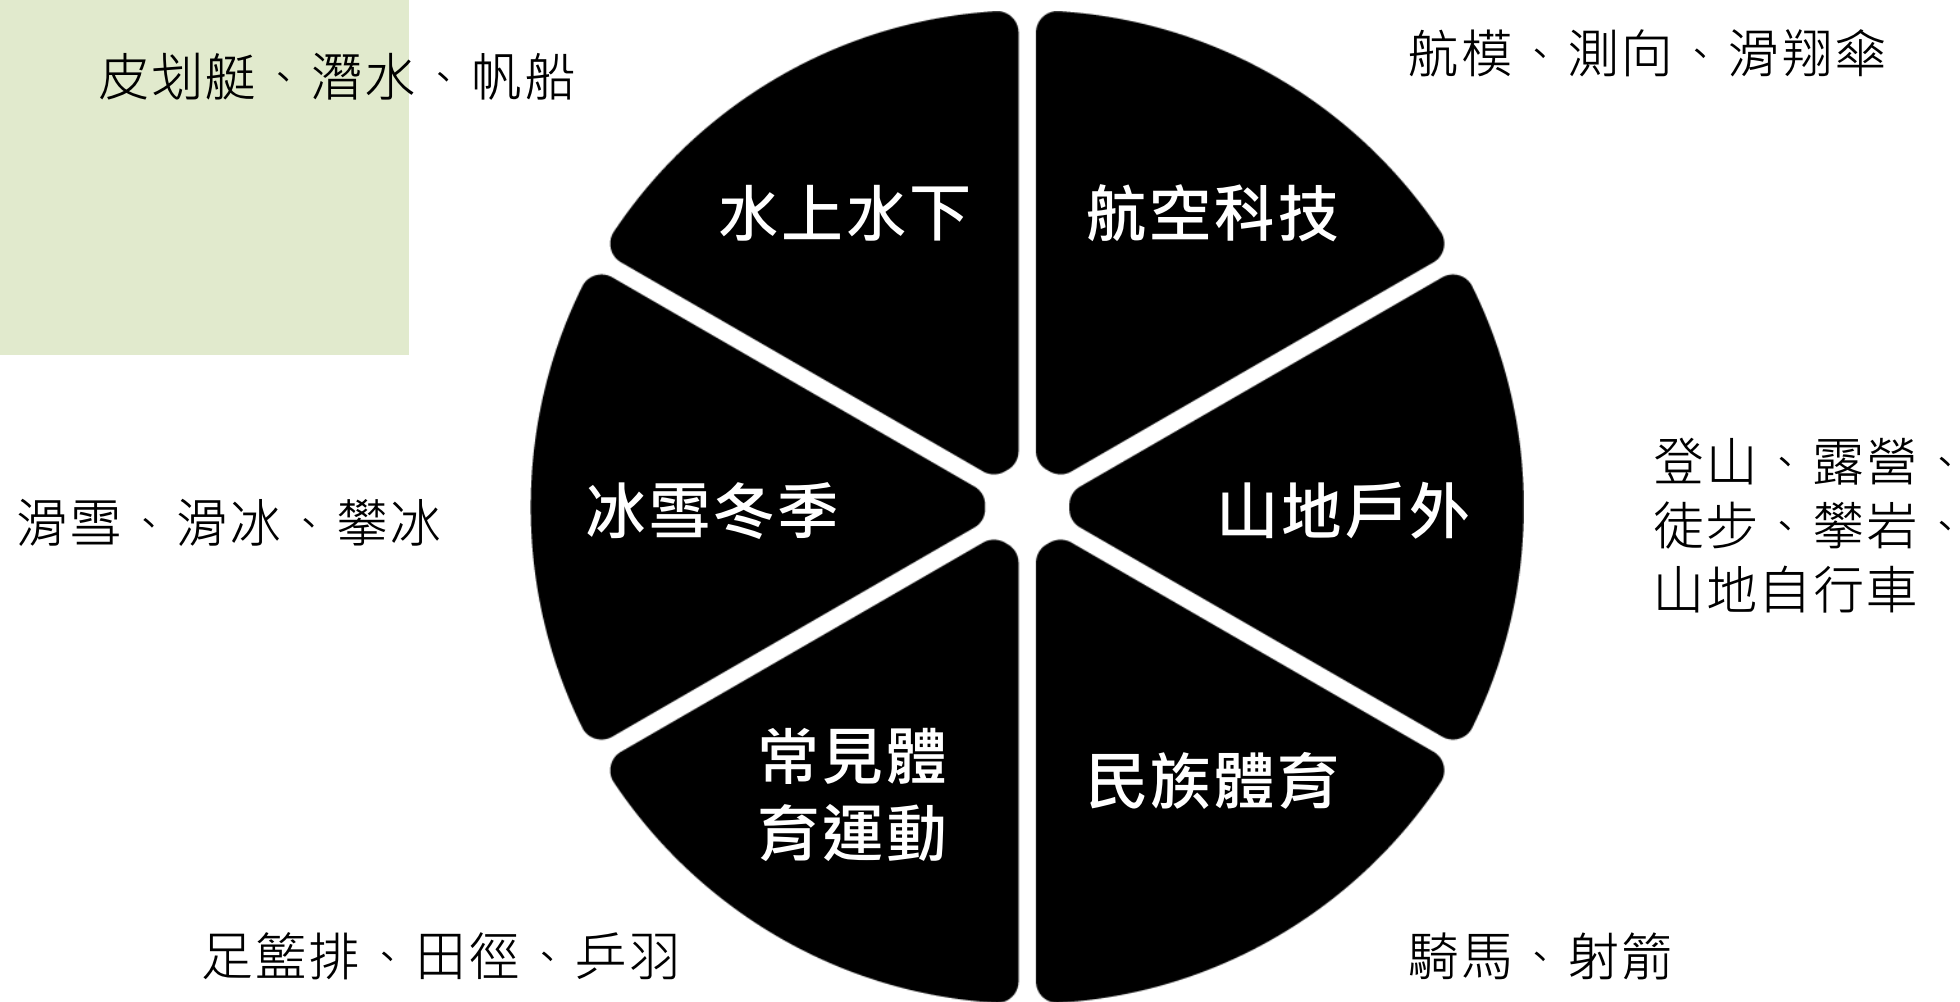 皮划艇、潛水、帆船
航模、測向、滑翔傘
水上水下
航空科技
滑雪、滑冰、攀冰
冰雪冬季
山地戶外
登山、露營、
徒步、攀岩、
山地自行車
常見體
育運動
民族體育
足籃排、田徑、乒羽
騎馬、射箭